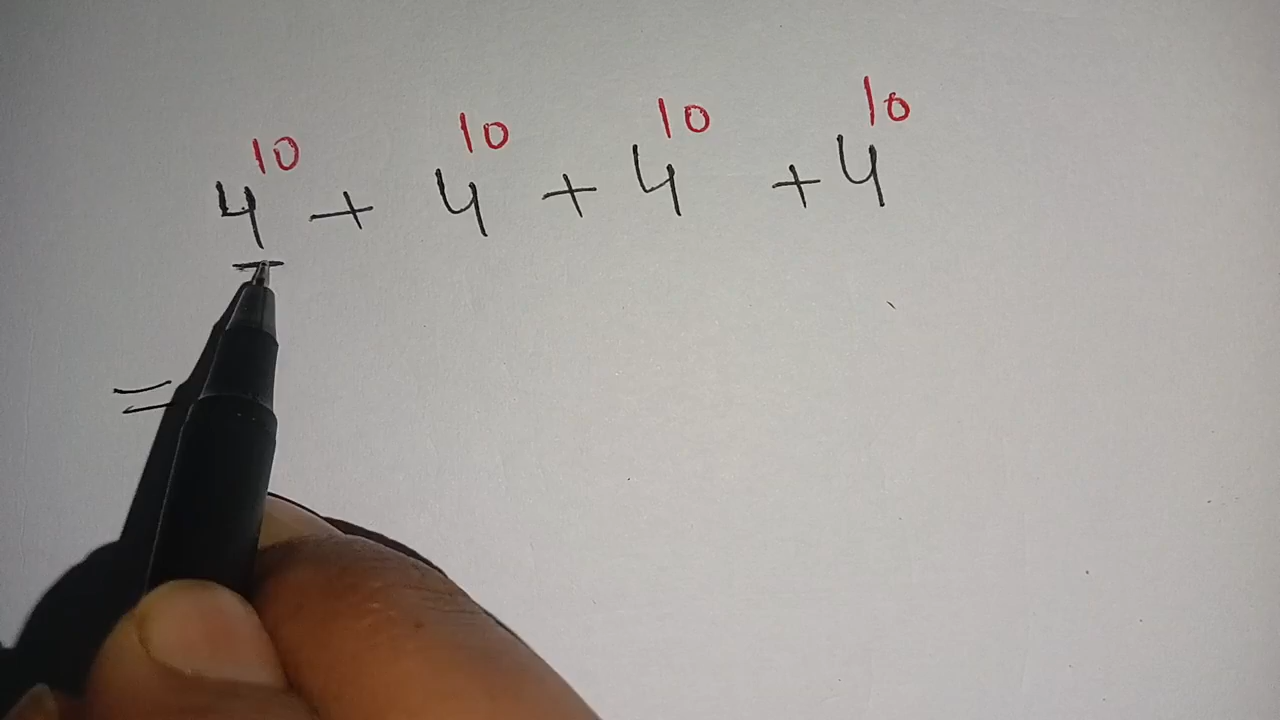 4¹⁰ + 4¹⁰ + 4¹⁰ + 4¹⁰
=